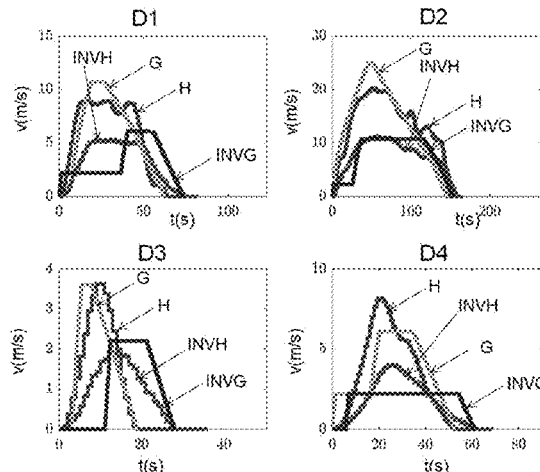 D1
15
10
5
0
v(m/s)
INVH
G
H
INVG
0
50
100
t(s)
D2
30
20
10
0
v(m/s)
G
INVH
H
INVG
0
100
200
t(s)
D3
4
3
2
1
0
v(m/s)
G
H
INVH
INVG
0
20
40
t(s)
D4
10
5
0
v(m/s)
H
INVH
G
INVG
0
20
40
60
80
t(s)